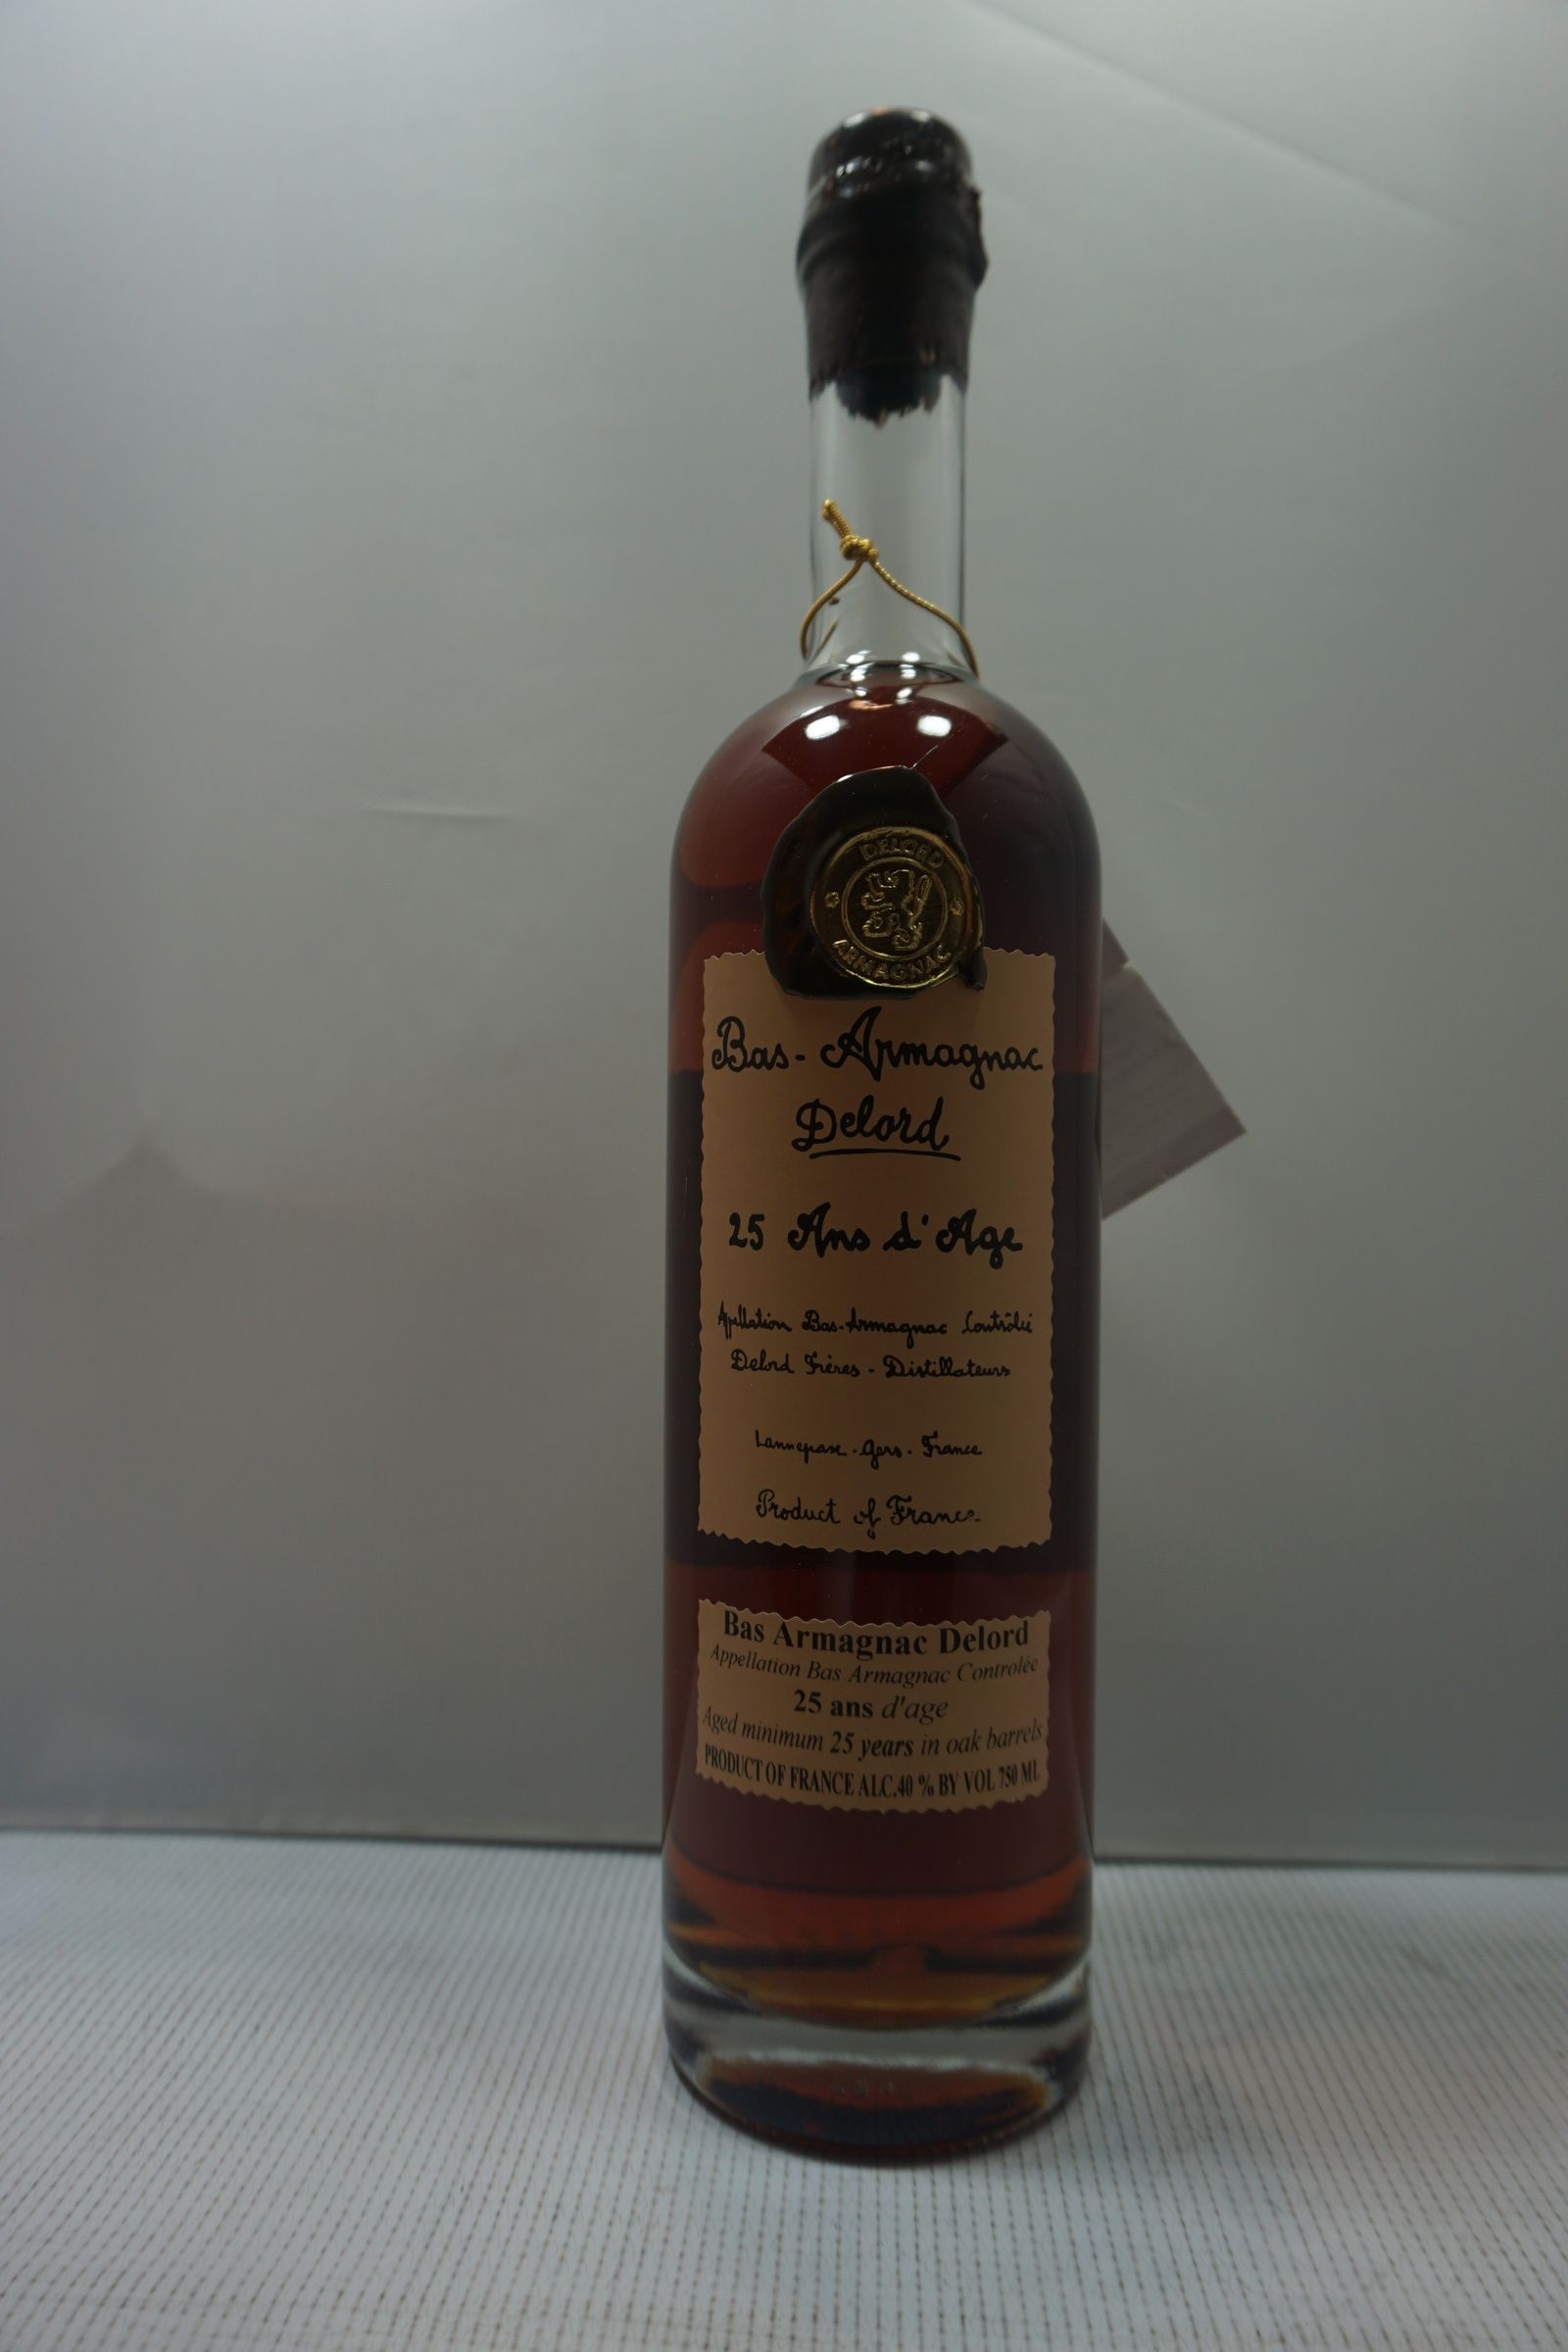 DELORD
ARMAGNAC
Bas-Armagnac
Delord
25 Ans d'Age
Appellation Bas-Armagnac Contrôlée
Delord Frères - Distillateurs
Lannepax - Gers - France
Product of France
Bas Armagnac Delord
Appellation Bas Armagnac Controlée
25 ans d'age
Aged minimum 25 years in oak barrels
PRODUCT OF FRANCE ALC.40 % BY VOL 750 ML